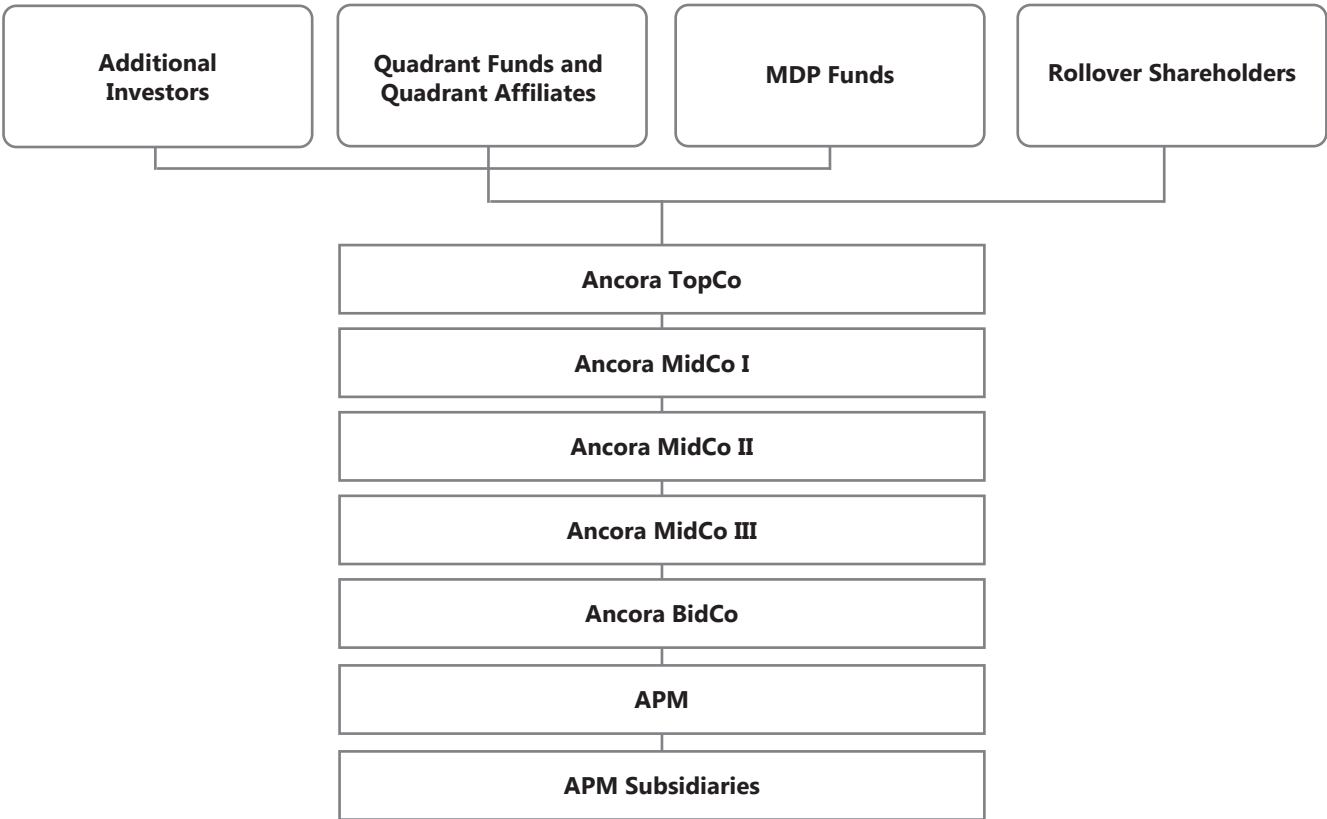 Additional
Investors
Quadrant Funds and
Quadrant Affiliates
MDP Funds
Rollover Shareholders
Ancora TopCo
Ancora MidCo I
Ancora MidCo II
Ancora MidCo III
Ancora BidCo
APM
APM Subsidiaries